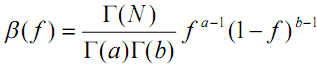 β(f) = Γ(N) / Γ(a)Γ(b) f^{a−1}(1−f)^{b−1}